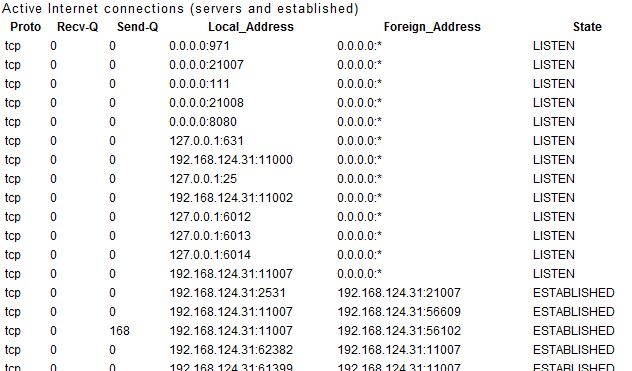 Active Internet connections (servers and established)
Proto Recv-Q Send-Q Local_Address Foreign_Address State
tcp 0 0 0.0.0.0:971 0.0.0.0:* LISTEN
tcp 0 0 0.0.0.0:21007 0.0.0.0:* LISTEN
tcp 0 0 0.0.0.0:111 0.0.0.0:* LISTEN
tcp 0 0 0.0.0.0:21008 0.0.0.0:* LISTEN
tcp 0 0 0.0.0.0:8080 0.0.0.0:* LISTEN
tcp 0 0 127.0.0.1:631 0.0.0.0:* LISTEN
tcp 0 0 192.168.124.31:11000 0.0.0.0:* LISTEN
tcp 0 0 127.0.0.1:25 0.0.0.0:* LISTEN
tcp 0 0 192.168.124.31:11002 0.0.0.0:* LISTEN
tcp 0 0 127.0.0.1:6012 0.0.0.0:* LISTEN
tcp 0 0 127.0.0.1:6013 0.0.0.0:* LISTEN
tcp 0 0 127.0.0.1:6014 0.0.0.0:* LISTEN
tcp 0 0 192.168.124.31:11007 0.0.0.0:* LISTEN
tcp 0 0 192.168.124.31:2531 192.168.124.31:21007 ESTABLISHED
tcp 0 0 192.168.124.31:11007 192.168.124.31:56609 ESTABLISHED
tcp 0 168 192.168.124.31:11007 192.168.124.31:56102 ESTABLISHED
tcp 0 0 192.168.124.31:62382 192.168.124.31:11007 ESTABLISHED
tcp 0 0 192.168.124.31:61399 192.168.124.31:11007 ESTABLISHED